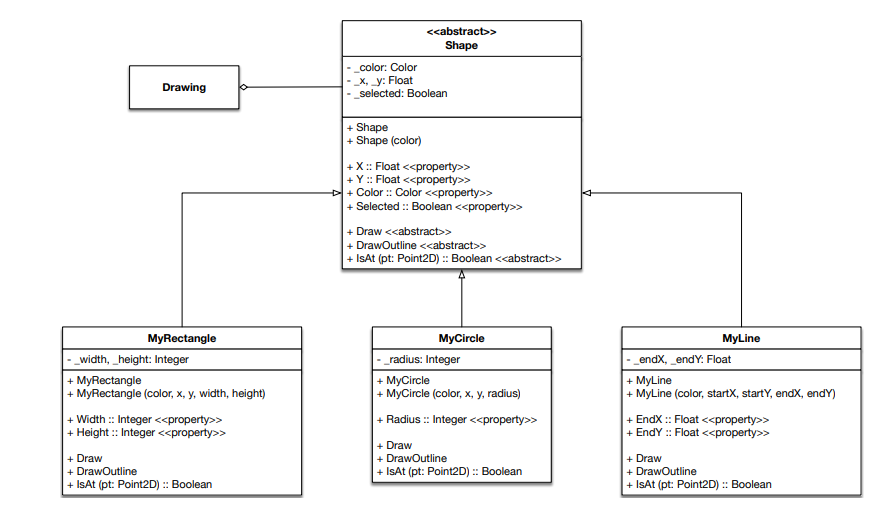 <<abstract>>
Shape
- _color: Color
- _x, _y: Float
- _selected: Boolean
+ Shape
+ Shape (color)
+ X :: Float <<property>>
+ Y :: Float <<property>>
+ Color :: Color <<property>>
+ Selected :: Boolean <<property>>
+ Draw <<abstract>>
+ DrawOutline <<abstract>>
+ IsAt (pt: Point2D) :: Boolean <<abstract>>
Drawing
MyRectangle
- _width, _height: Integer
+ MyRectangle
+ MyRectangle (color, x, y, width, height)
+ Width :: Integer <<property>>
+ Height :: Integer <<property>>
+ Draw
+ DrawOutline
+ IsAt (pt: Point2D) :: Boolean
MyCircle
- _radius: Integer
+ MyCircle
+ MyCircle (color, x, y, radius)
+ Radius :: Integer <<property>>
+ Draw
+ DrawOutline
+ IsAt (pt: Point2D) :: Boolean
MyLine
- _endX, _endY: Float
+ MyLine
+ MyLine (color, startX, startY, endX, endY)
+ EndX :: Float <<property>>
+ EndY :: Float <<property>>
+ Draw
+ DrawOutline
+ IsAt (pt: Point2D) :: Boolean